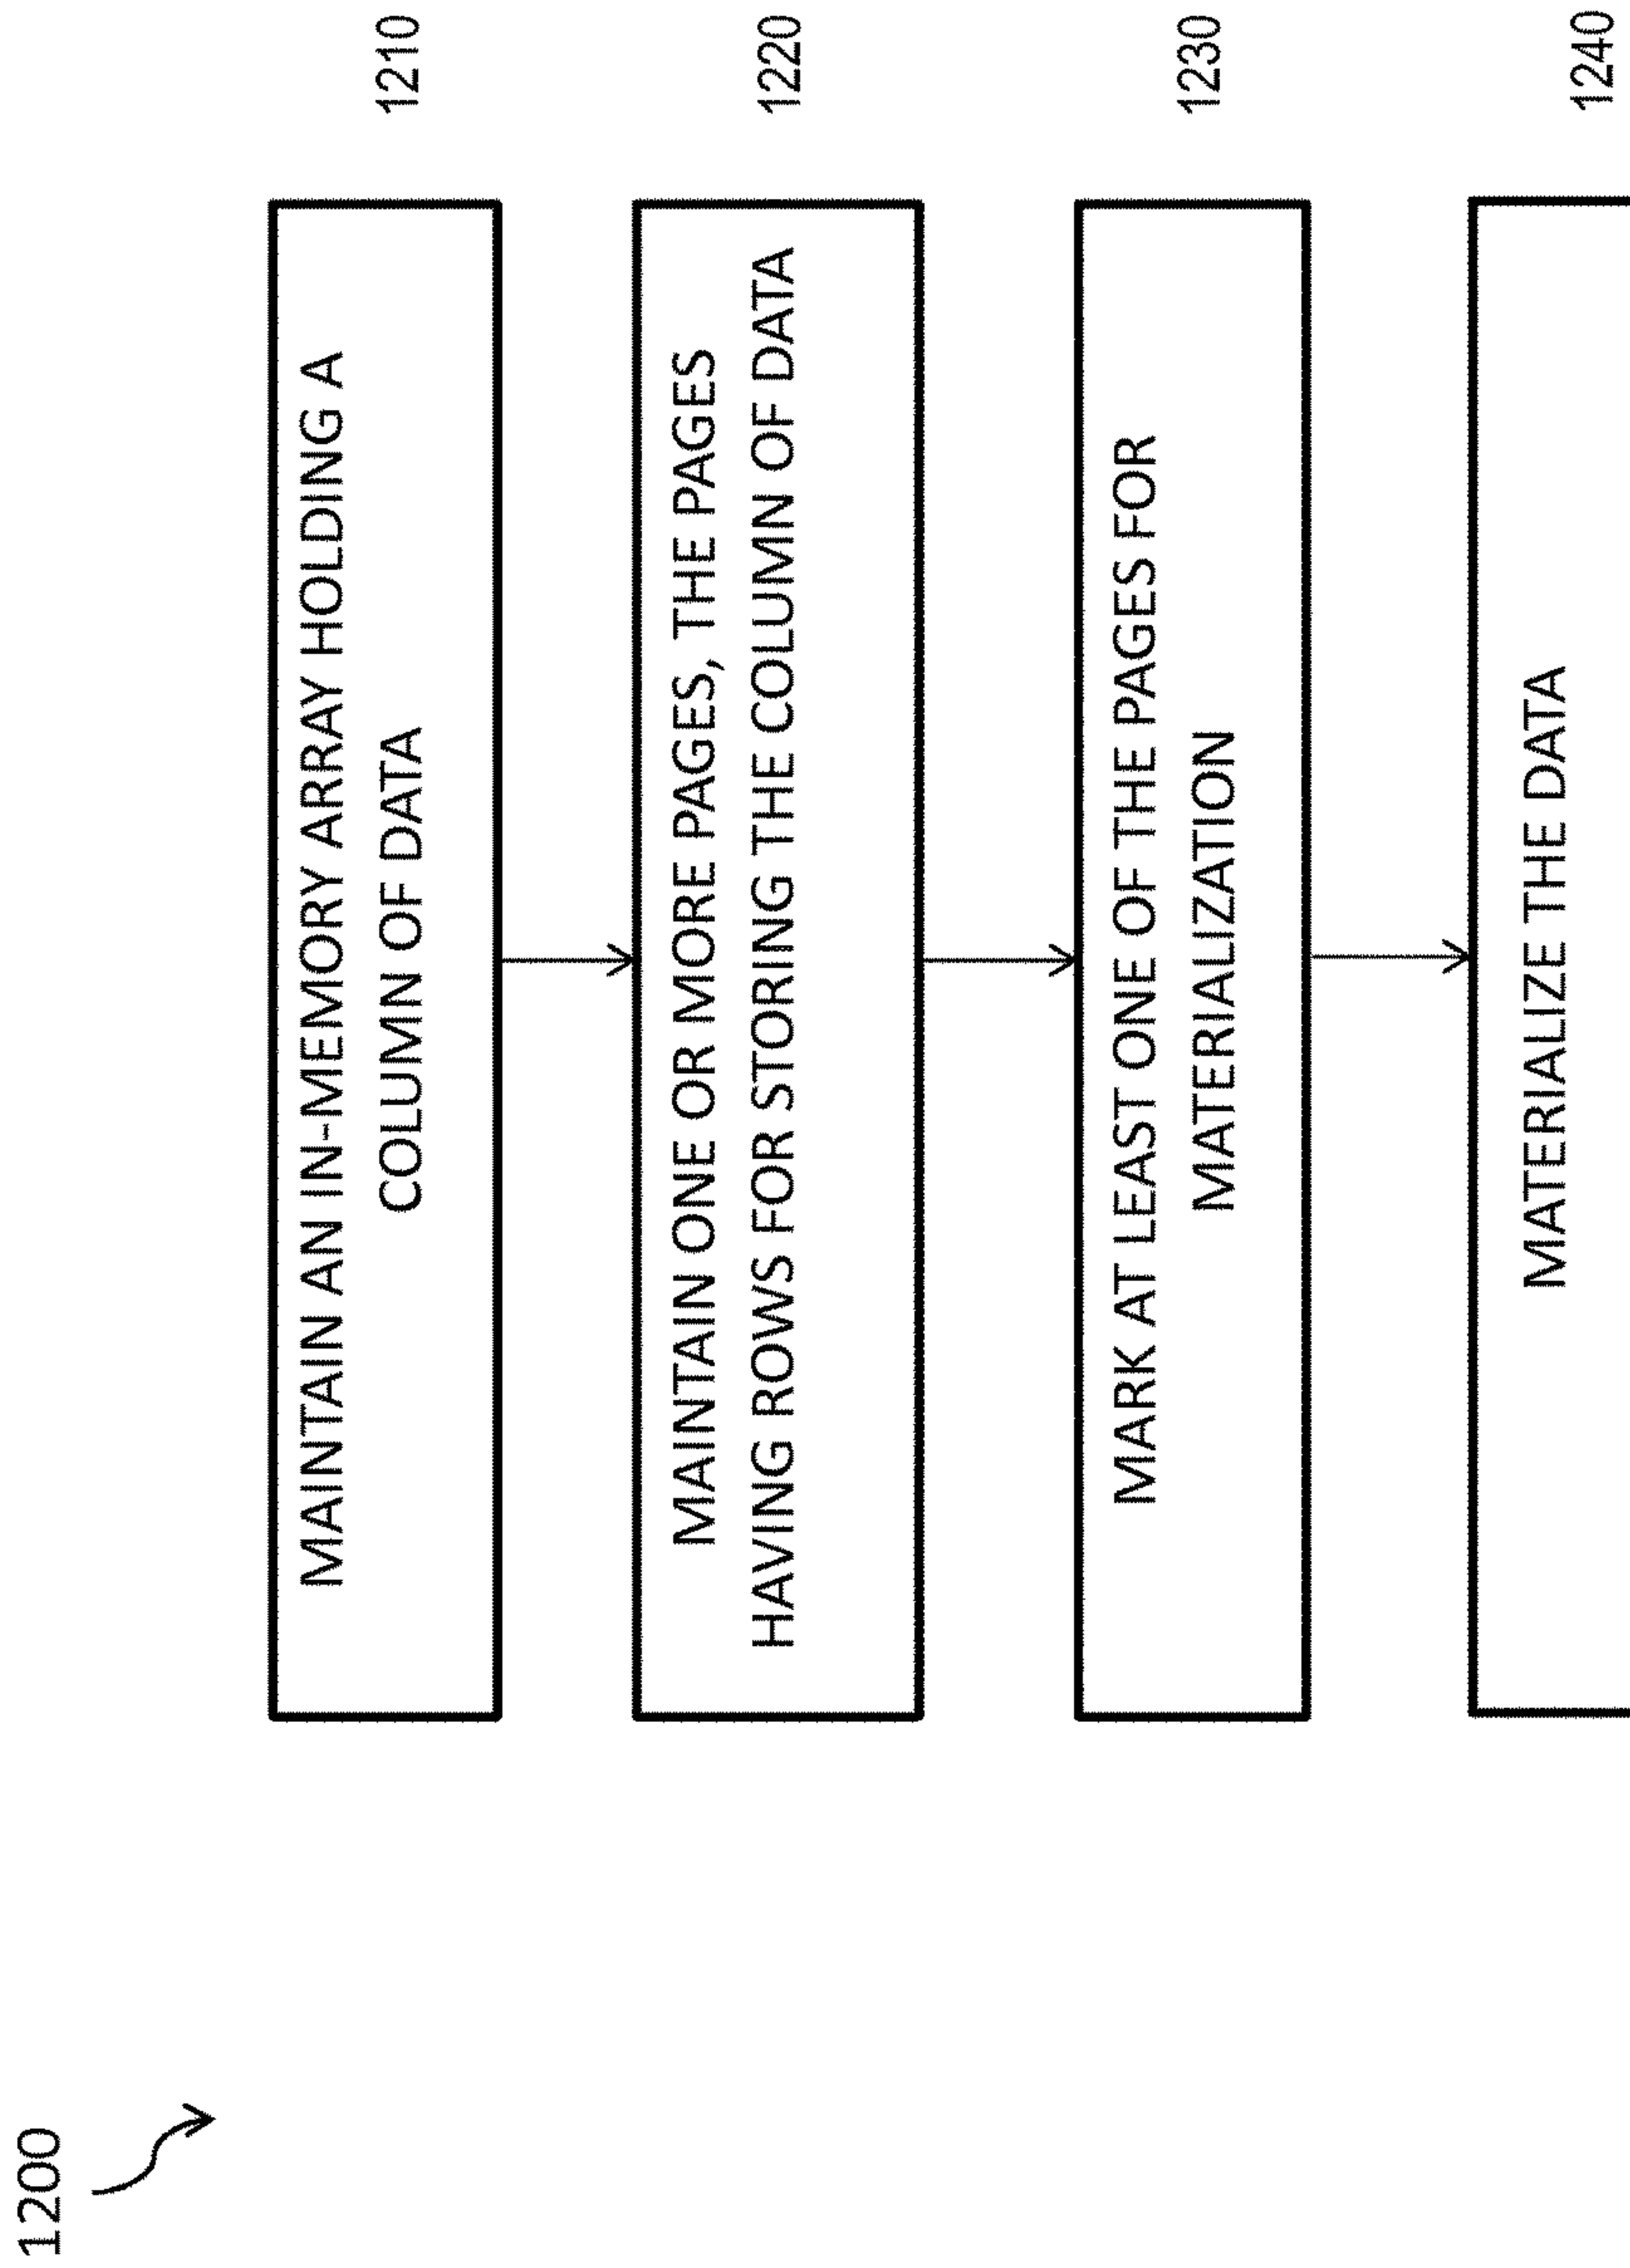 1200
MAINTAIN AN IN-MEMORY ARRAY HOLDING A
COLUMN OF DATA
1210
MAINTAIN ONE OR MORE PAGES, THE PAGES
HAVING ROWS FOR STORING THE COLUMN OF DATA
1220
MARK AT LEAST ONE OF THE PAGES FOR
MATERIALIZATION
1230
MATERIALIZE THE DATA
1240